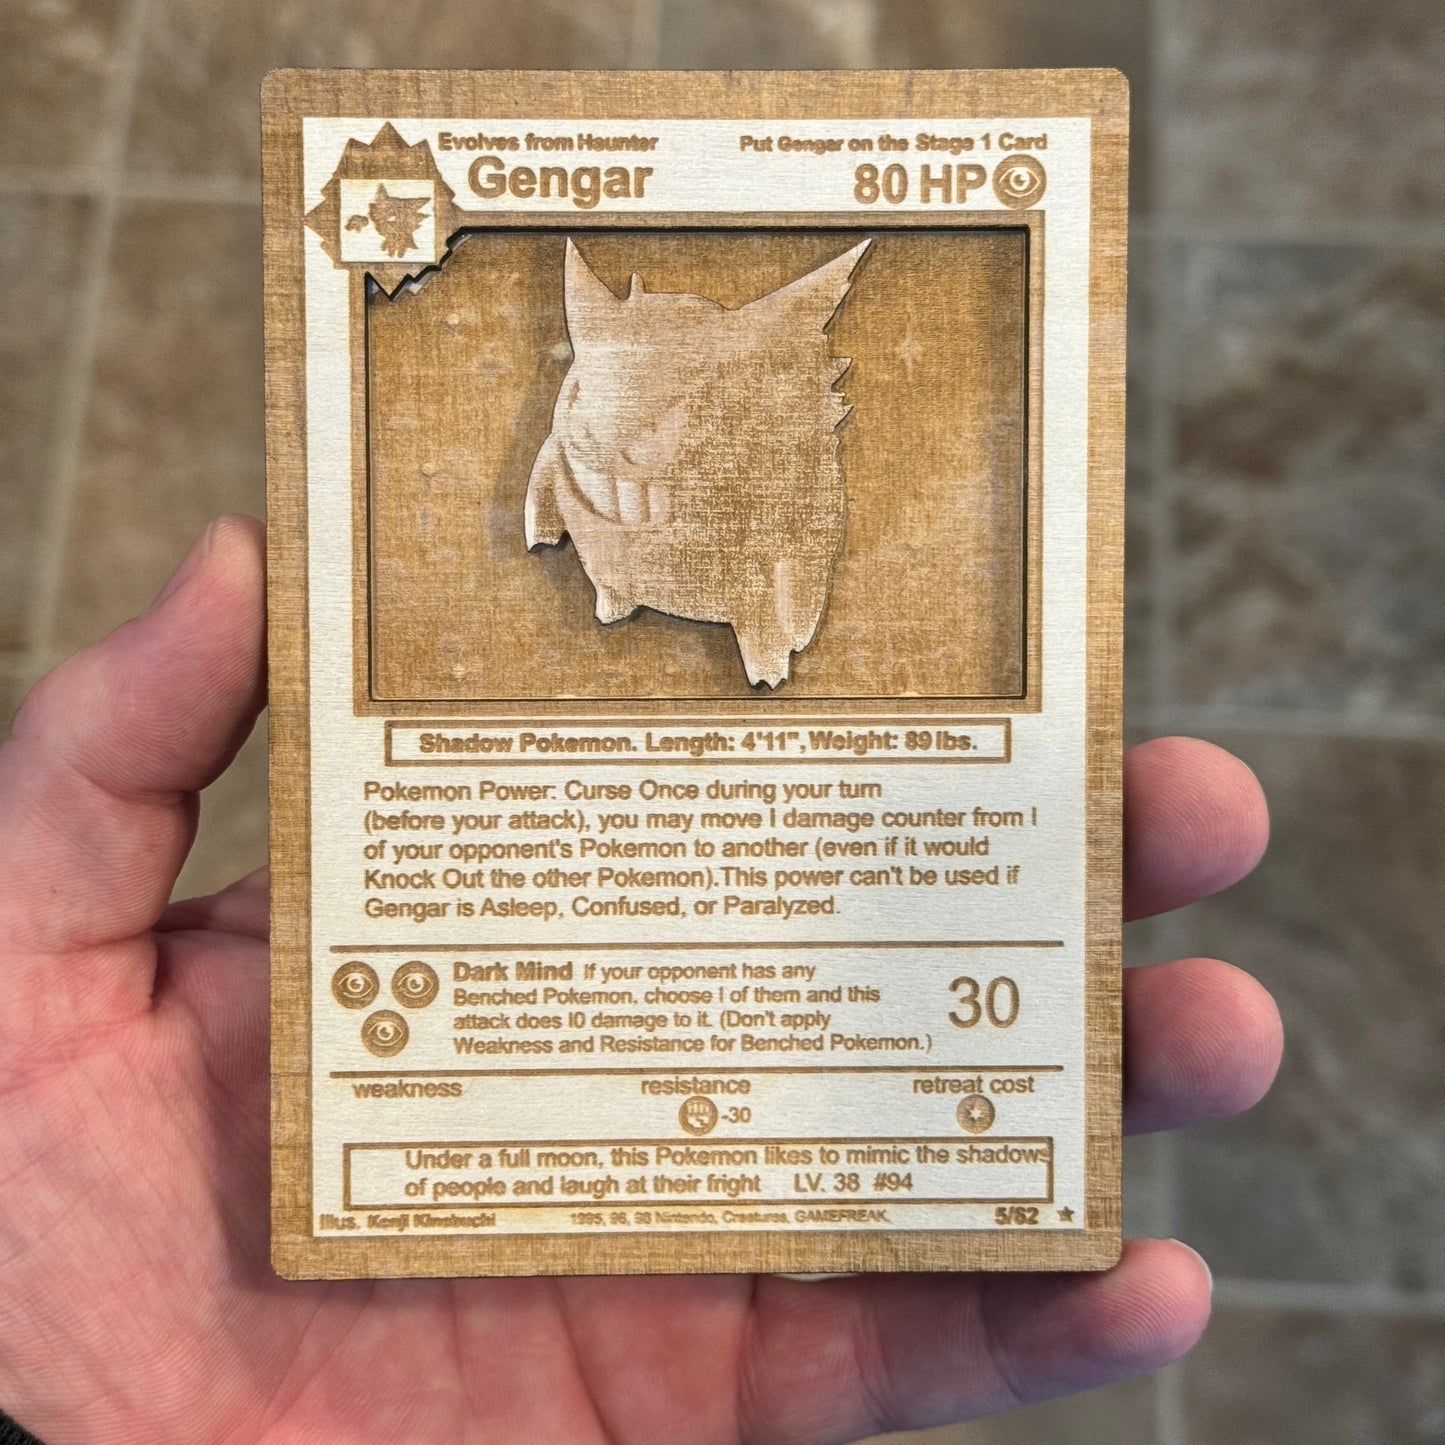 Evolves from Haunter
Put Gengar on the Stage 1 Card
Gengar
80 HP
Shadow Pokemon. Length: 4'11", Weight: 89 lbs.
Pokemon Power: Curse Once during your turn
(before your attack), you may move 1 damage counter from 1
of your opponent's Pokemon to another (even if it would
Knock Out the other Pokemon).This power can't be used if
Gengar is Asleep, Confused, or Paralyzed.
Dark Mind If your opponent has any
Benched Pokemon, choose 1 of them and this
attack does 10 damage to it. (Don't apply
Weakness and Resistance for Benched Pokemon.)
30
weakness
resistance
retreat cost
-30
Under a full moon, this Pokemon likes to mimic the shadows
of people and laugh at their fright LV. 38 #94
Illus. Kenji Kinebuchi
1995, 96, 98 Nintendo, Creatures, GAMEFREAK.
5/62